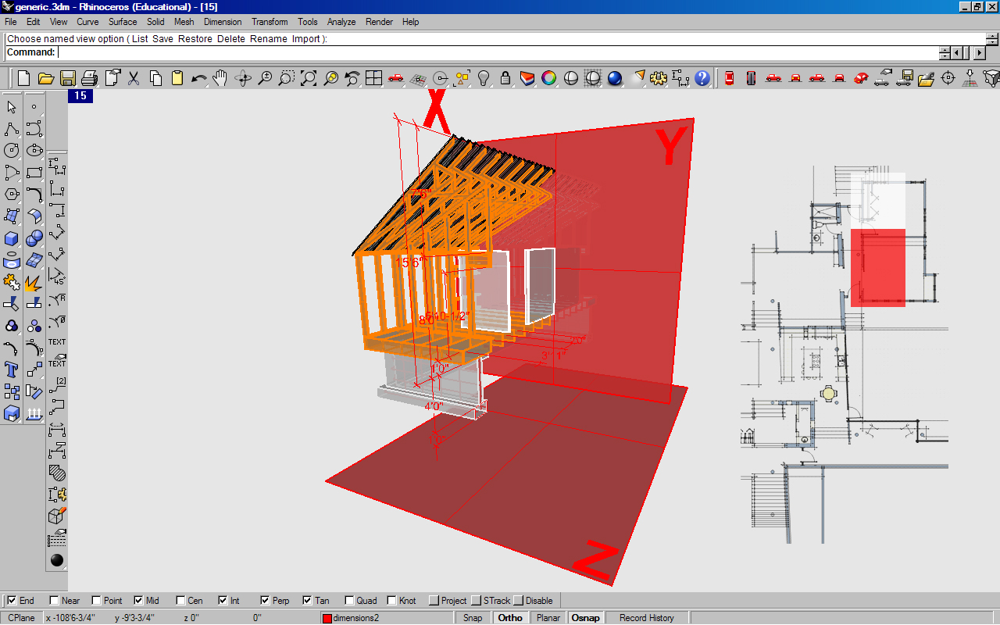 generic.3dm - Rhinoceros (Educational) - [15]
File Edit View Curve Surface Solid Mesh Dimension Transform Tools Analyze Render Help
Choose named view option ( List Save Restore Delete Rename Import ):
Command:
15
X
Y
15'6"
8'0"
5'10-1/2"
2'0"
3'11"
1'0"
4'0"
1'0"
45
R
TEXT
TEXT
[2]
Z
End Near Point Mid Cen Int Perp Tan Quad Knot Project STrack Disable
CPlane x -108'6-3/4" y -9'3-3/4" z 0" 0" dimensions2 Snap Ortho Planar Osnap Record History